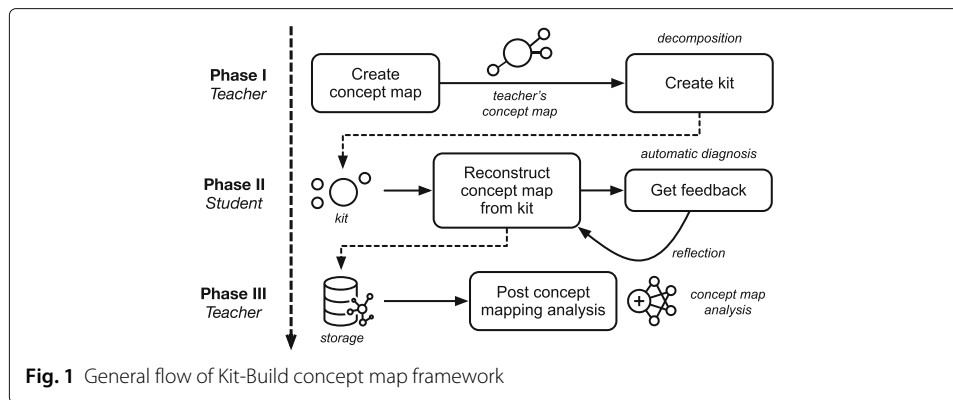 decomposition
Phase I
Teacher
Create
concept map
teacher's
concept map
Create kit
automatic diagnosis
Phase II
Student
kit
Reconstruct
concept map
from kit
Get feedback
reflection
Phase III
Teacher
storage
Post concept
mapping analysis
concept map
analysis
Fig. 1 General flow of Kit-Build concept map framework